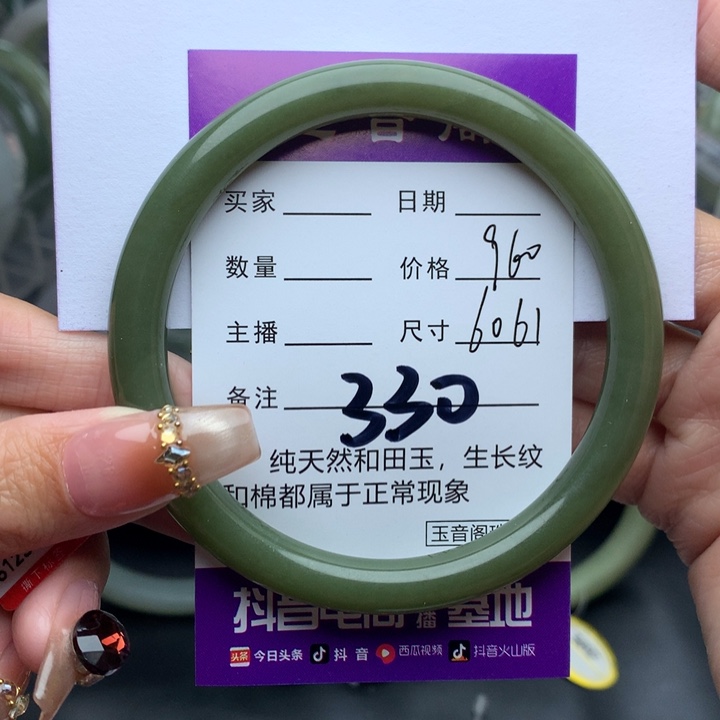 买家 日期
数量 价格 960
主播 尺寸 6061
备注 330
纯天然和田玉，生长纹
和棉都属于正常现象
玉音阁
抖音电商 播 基地
头条 今日头条 抖音 西瓜视频 抖音火山版